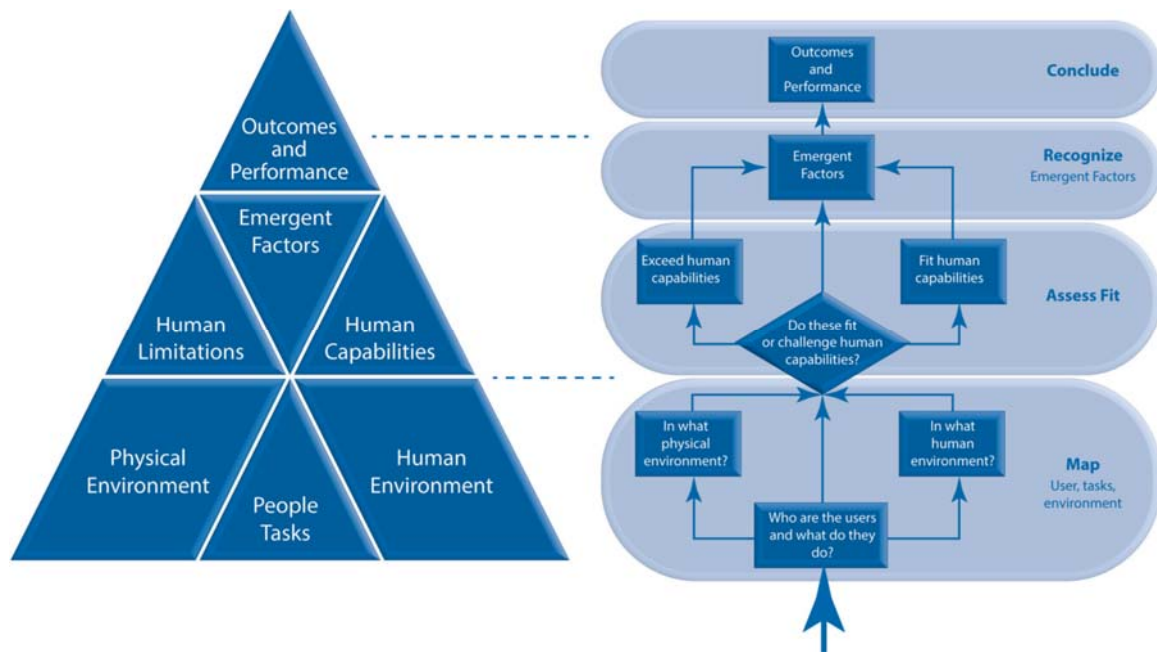 Outcomes
and
Performance
Emergent
Factors
Human
Limitations
Human
Capabilities
Physical
Environment
People
Tasks
Human
Environment
Outcomes
and
Performance
Conclude
Emergent
Factors
Recognize
Emergent Factors
Exceed human
capabilities
Fit human
capabilities
Assess Fit
Do these fit
or challenge human
capabilities?
In what
physical
environment?
In what
human
environment?
Map
User, tasks,
environment
Who are the users
and what do they
do?